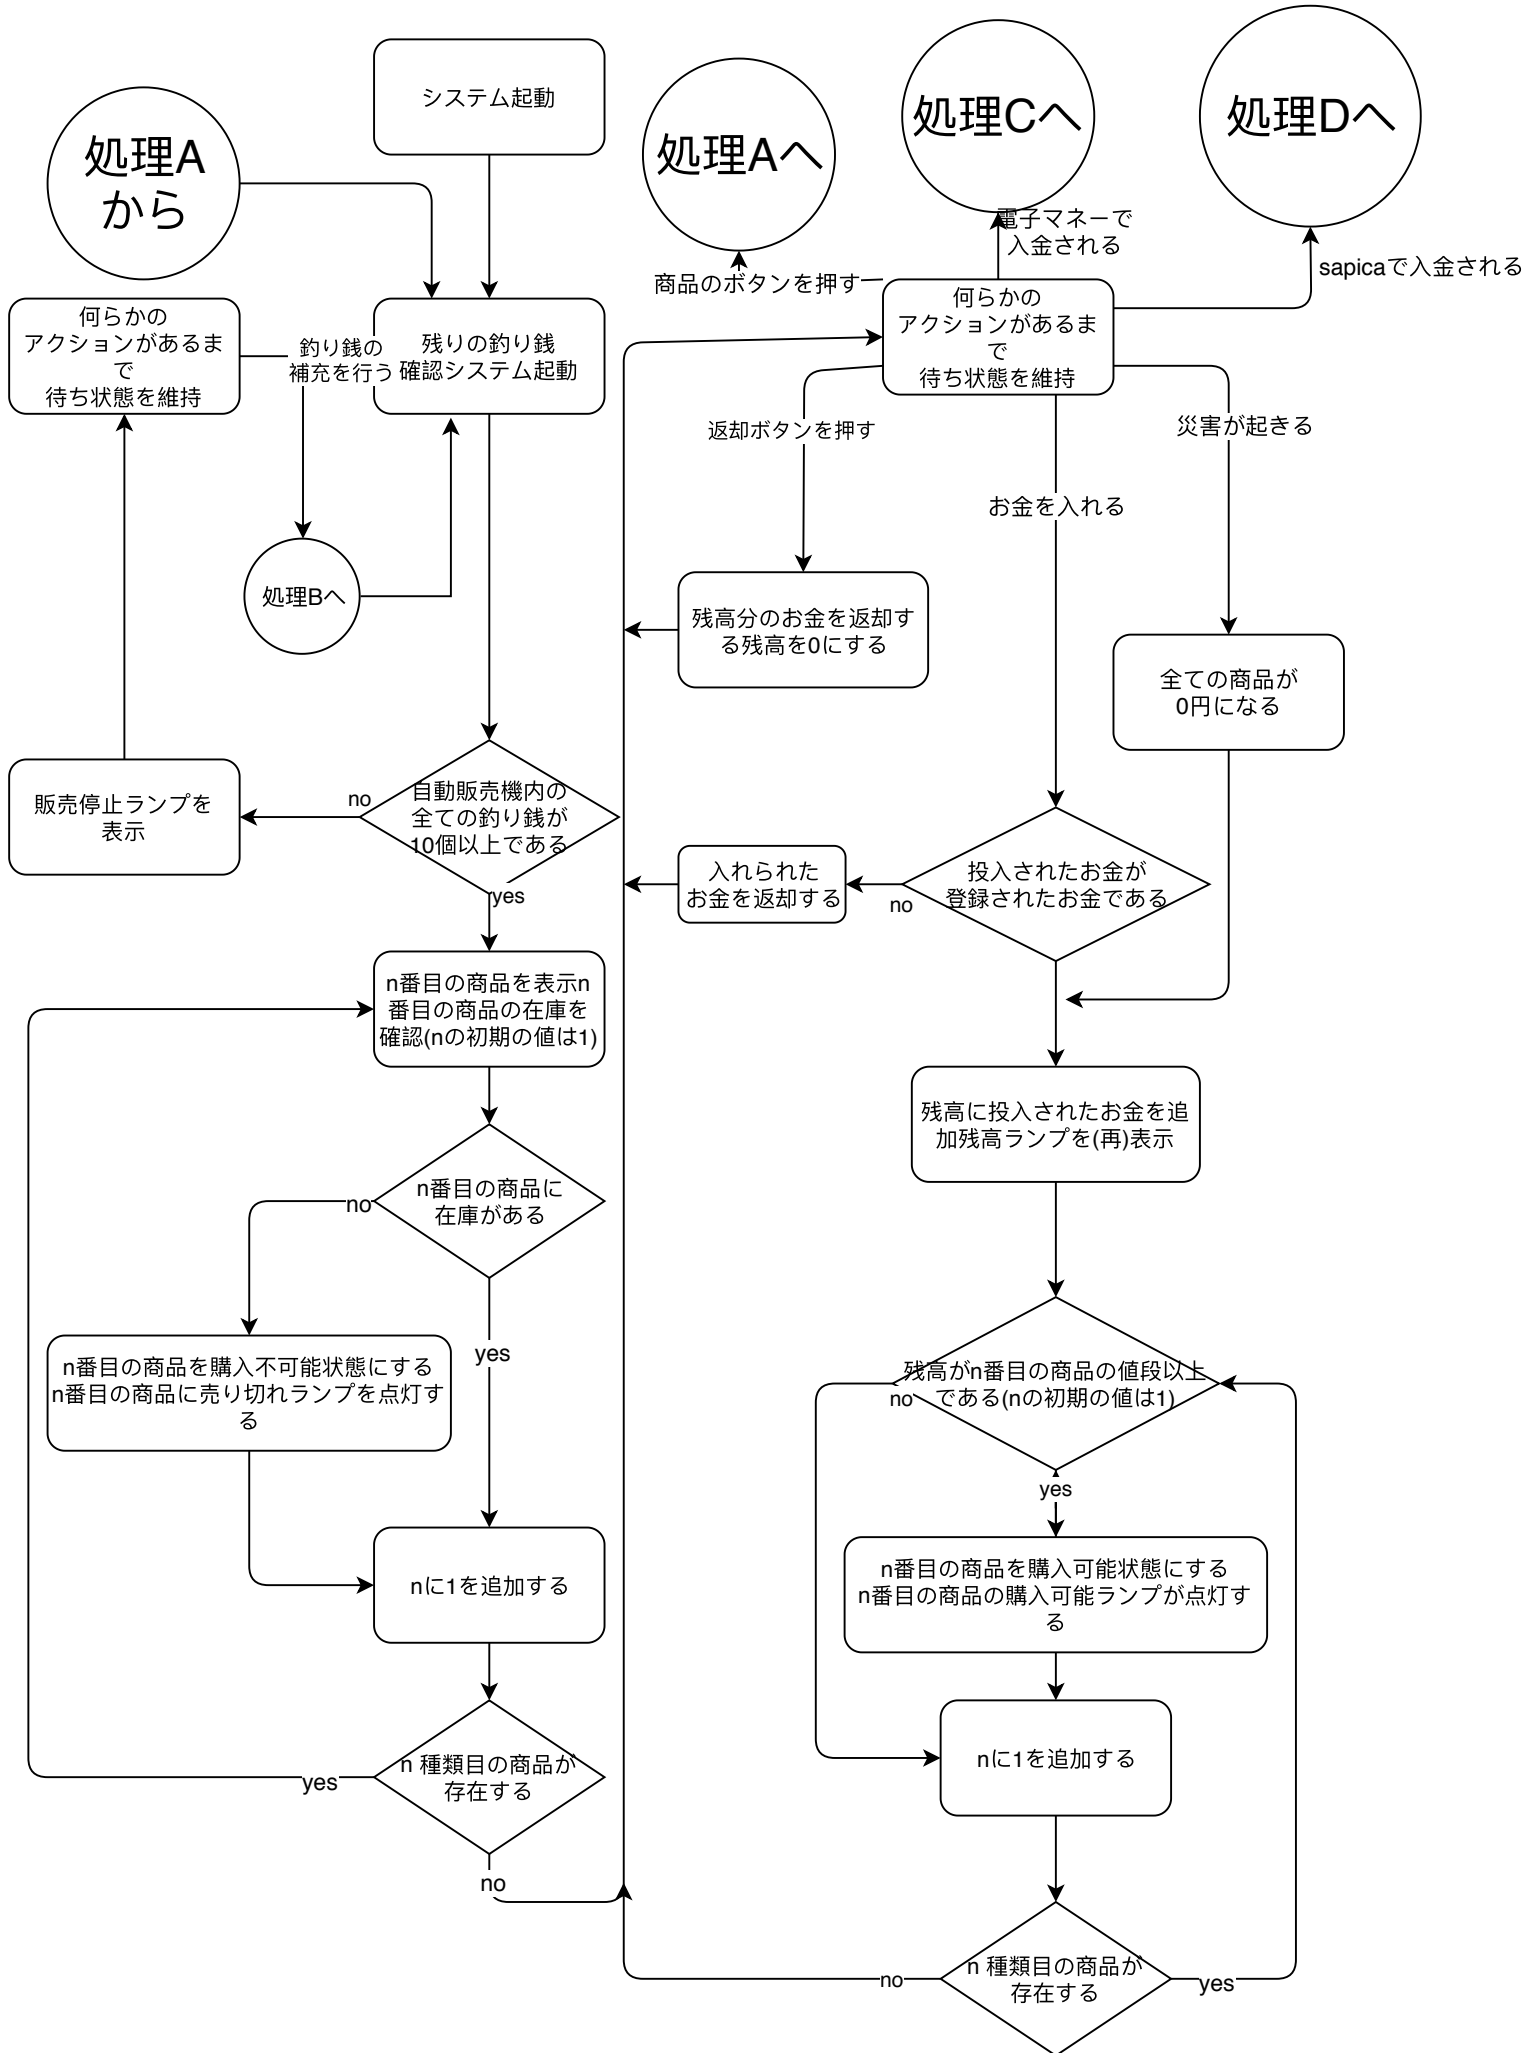 システム起動
処理A
から
処理Aへ
処理Cへ
処理Dへ
電子マネーで
入金される
sapicaで入金される
商品のボタンを押す
何らかの
アクションがあるま
で
待ち状態を維持
釣り銭の
補充を行う
残りの釣り銭
確認システム起動
何らかの
アクションがあるま
で
待ち状態を維持
返却ボタンを押す
災害が起きる
お金を入れる
処理Bへ
残高分のお金を返却す
る残高を0にする
全ての商品が
0円になる
販売停止ランプを
表示
no
自動販売機内の
全ての釣り銭が
10個以上である
yes
入れられた
お金を返却する
no
投入されたお金が
登録されたお金である
n番目の商品を表示n
番目の商品の在庫を
確認(nの初期の値は1)
残高に投入されたお金を追
加残高ランプを(再)表示
no
n番目の商品に
在庫がある
yes
n番目の商品を購入不可能状態にする
n番目の商品に売り切れランプを点灯す
る
残高がn番目の商品の値段以上
である(nの初期の値は1)
no
yes
n番目の商品を購入可能状態にする
n番目の商品の購入可能ランプが点灯す
る
nに1を追加する
nに1を追加する
n 種類目の商品が
存在する
yes
no
n 種類目の商品が
存在する
no
yes